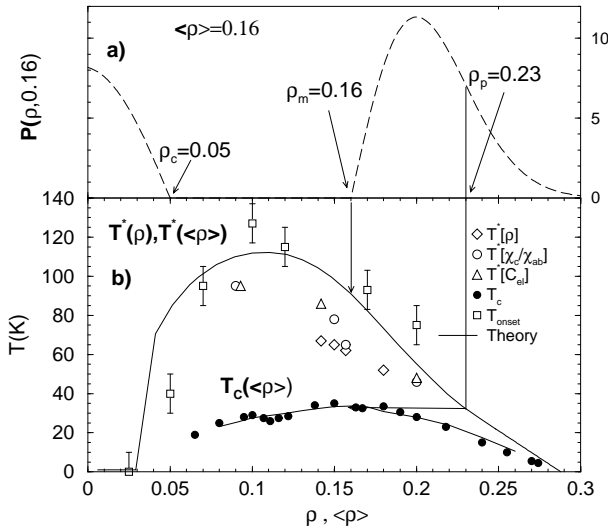 <ρ>=0.16
a)
P(ρ,0.16)
10
5
0
ρc=0.05
ρm=0.16
ρp=0.23
140
120
100
80
60
40
20
0
T(K)
T*(ρ),T*(<ρ>)
b)
T*[ρ]
T*[χc/χab]
T*[Cel]
Tc
Tonset
Theory
Tc(<ρ>)
0 0.05 0.1 0.15 0.2 0.25 0.3
ρ , <ρ>